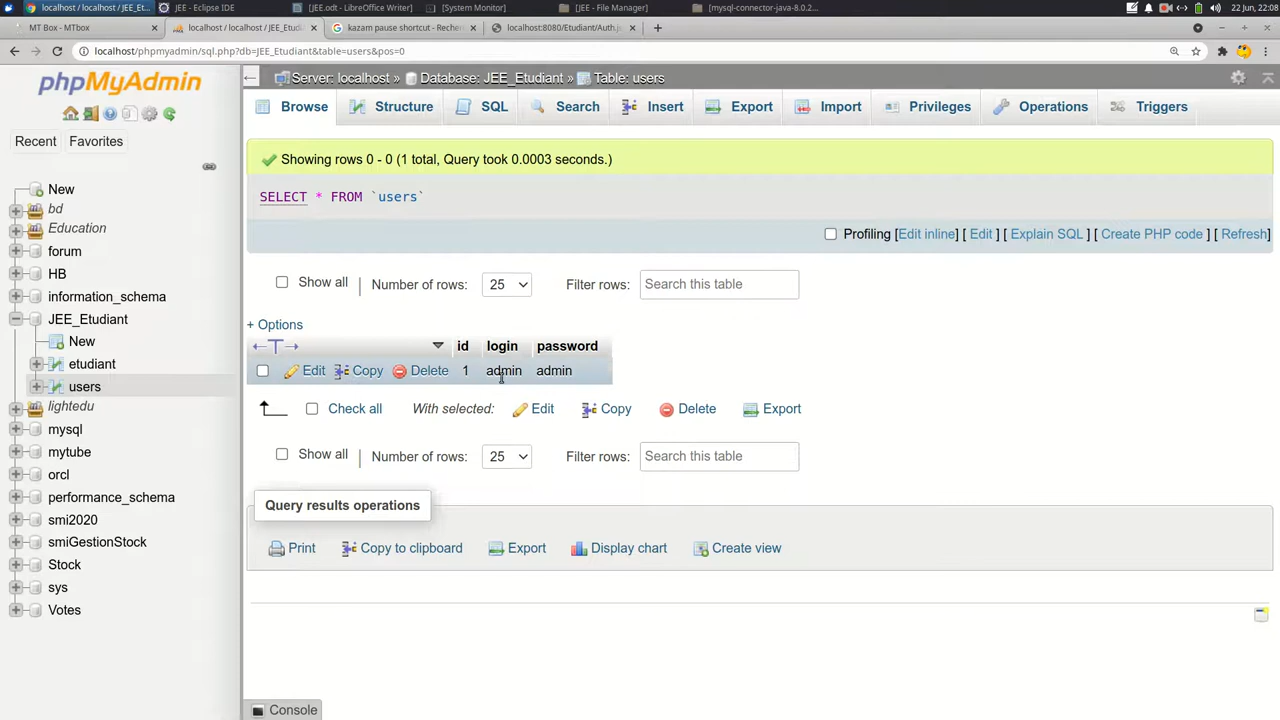 localhost / localhost / JEE_Et...
JEE - Eclipse IDE
JEE.odt - LibreOffice Writer
[System Monitor]
[JEE - File Manager]
[mysql-connector-java-8.0.2...
22 Jun, 22:08
MT Box - MTbox
localhost / localhost / JEE_Etudi
kazam pause shortcut - Recher
localhost:8080/Etudiant/Auth.j
localhost/phpmyadmin/sql.php?db=JEE_Etudiant&table=users&pos=0
phpMyAdmin
Recent
Favorites
New
bd
Education
forum
HB
information_schema
JEE_Etudiant
New
etudiant
users
lightedu
mysql
mytube
orcl
performance_schema
smi2020
smiGestionStock
Stock
sys
Votes
Server: localhost » Database: JEE_Etudiant » Table: users
Browse
Structure
SQL
Search
Insert
Export
Import
Privileges
Operations
Triggers
Showing rows 0 - 0 (1 total, Query took 0.0003 seconds.)
SELECT * FROM `users`
Profiling [Edit inline] [ Edit ] [ Explain SQL ] [ Create PHP code ] [ Refresh]
Show all
Number of rows:
25
Filter rows:
Search this table
+ Options
←T→
id
login
password
Edit
Copy
Delete
1
admin
admin
Check all
With selected:
Edit
Copy
Delete
Export
Show all
Number of rows:
25
Filter rows:
Search this table
Query results operations
Print
Copy to clipboard
Export
Display chart
Create view
Console